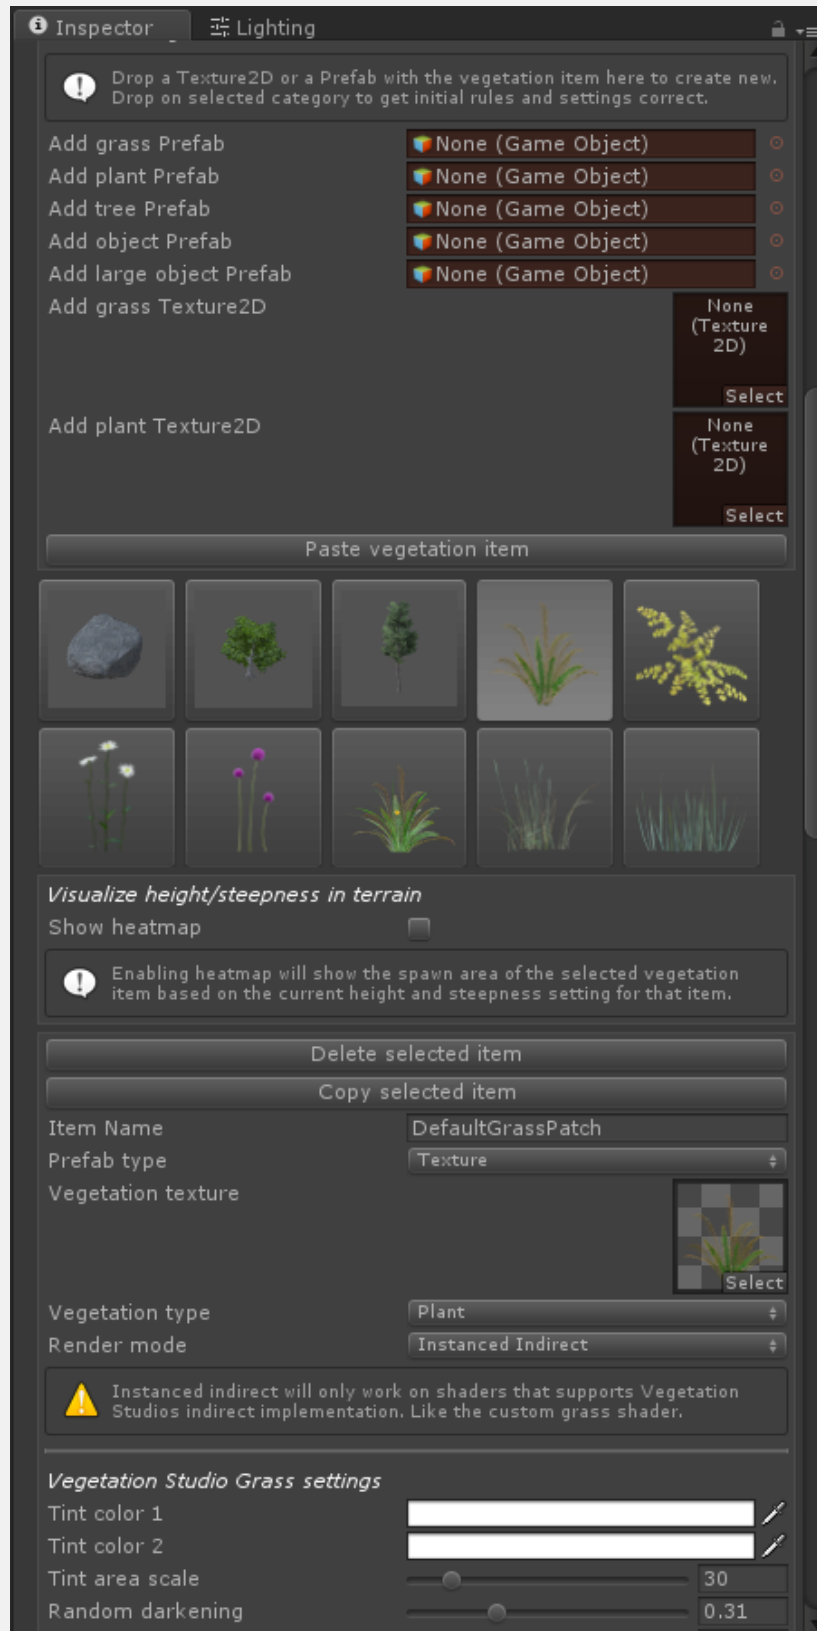 Inspector
Lighting
Drop a Texture2D or a Prefab with the vegetation item here to create new.
Drop on selected category to get initial rules and settings correct.
Add grass Prefab None (Game Object)
Add plant Prefab None (Game Object)
Add tree Prefab None (Game Object)
Add object Prefab None (Game Object)
Add large object Prefab None (Game Object)
Add grass Texture2D
None
(Texture
2D)
Select
Add plant Texture2D
None
(Texture
2D)
Select
Paste vegetation item
Visualize height/steepness in terrain
Show heatmap
Enabling heatmap will show the spawn area of the selected vegetation
item based on the current height and steepness setting for that item.
Delete selected item
Copy selected item
Item Name DefaultGrassPatch
Prefab type Texture
Vegetation texture
Select
Vegetation type Plant
Render mode Instanced Indirect
Instanced indirect will only work on shaders that supports Vegetation
Studios indirect implementation. Like the custom grass shader.
Vegetation Studio Grass settings
Tint color 1
Tint color 2
Tint area scale 30
Random darkening 0.31